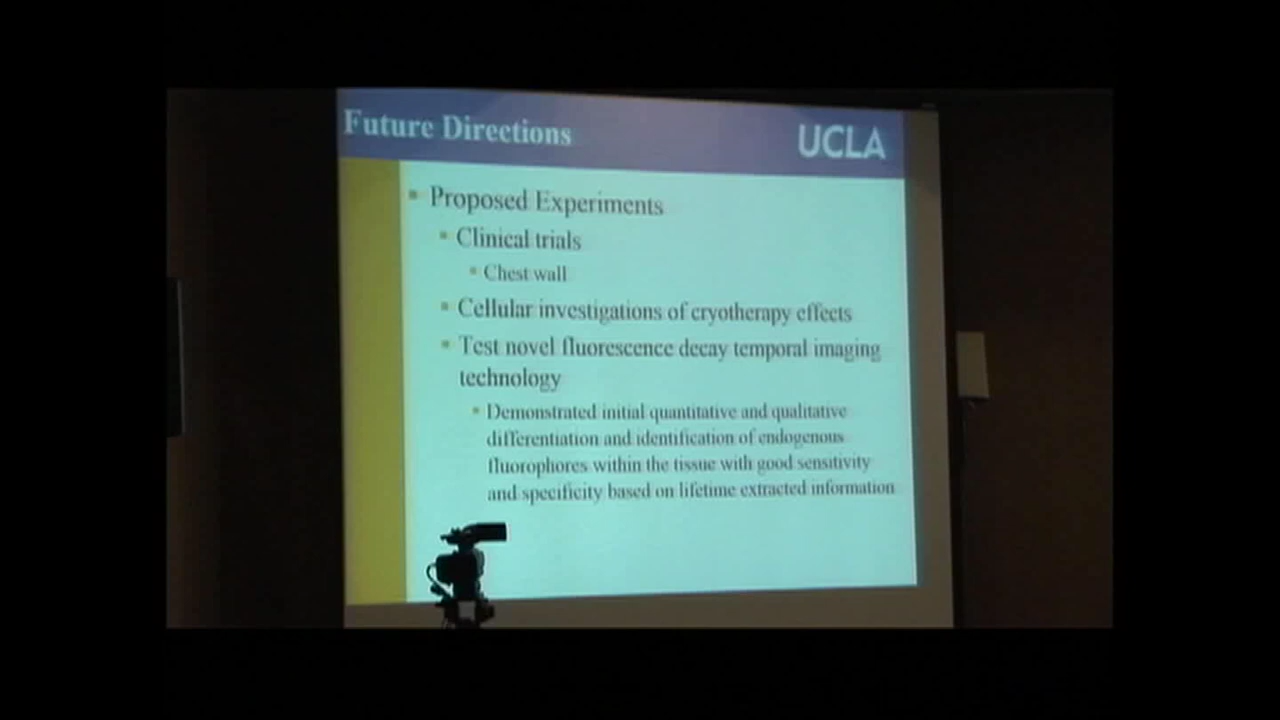 Future Directions
UCLA
Proposed Experiments
Clinical trials
Chest wall
Cellular investigations of cryotherapy effects
Test novel fluorescence decay temporal imaging
technology
Demonstrated initial quantitative and qualitative
differentiation and identification of endogenous
fluorophores within the tissue with good sensitivity
and specificity based on lifetime extracted information